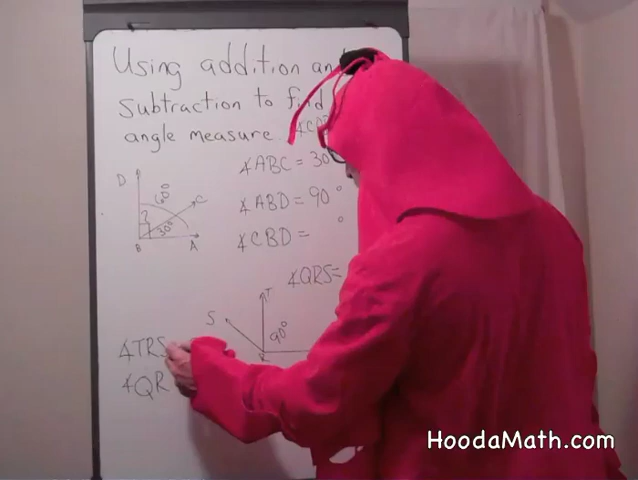 Using addition an
Subtraction to find
angle measure
∡ABC = 30
D
60°
C
?
30°
B
A
∡ABD = 90°
∡CBD = °
∡QRS=
T
S
90°
R
∡TRS
∡QR
HoodaMath.com